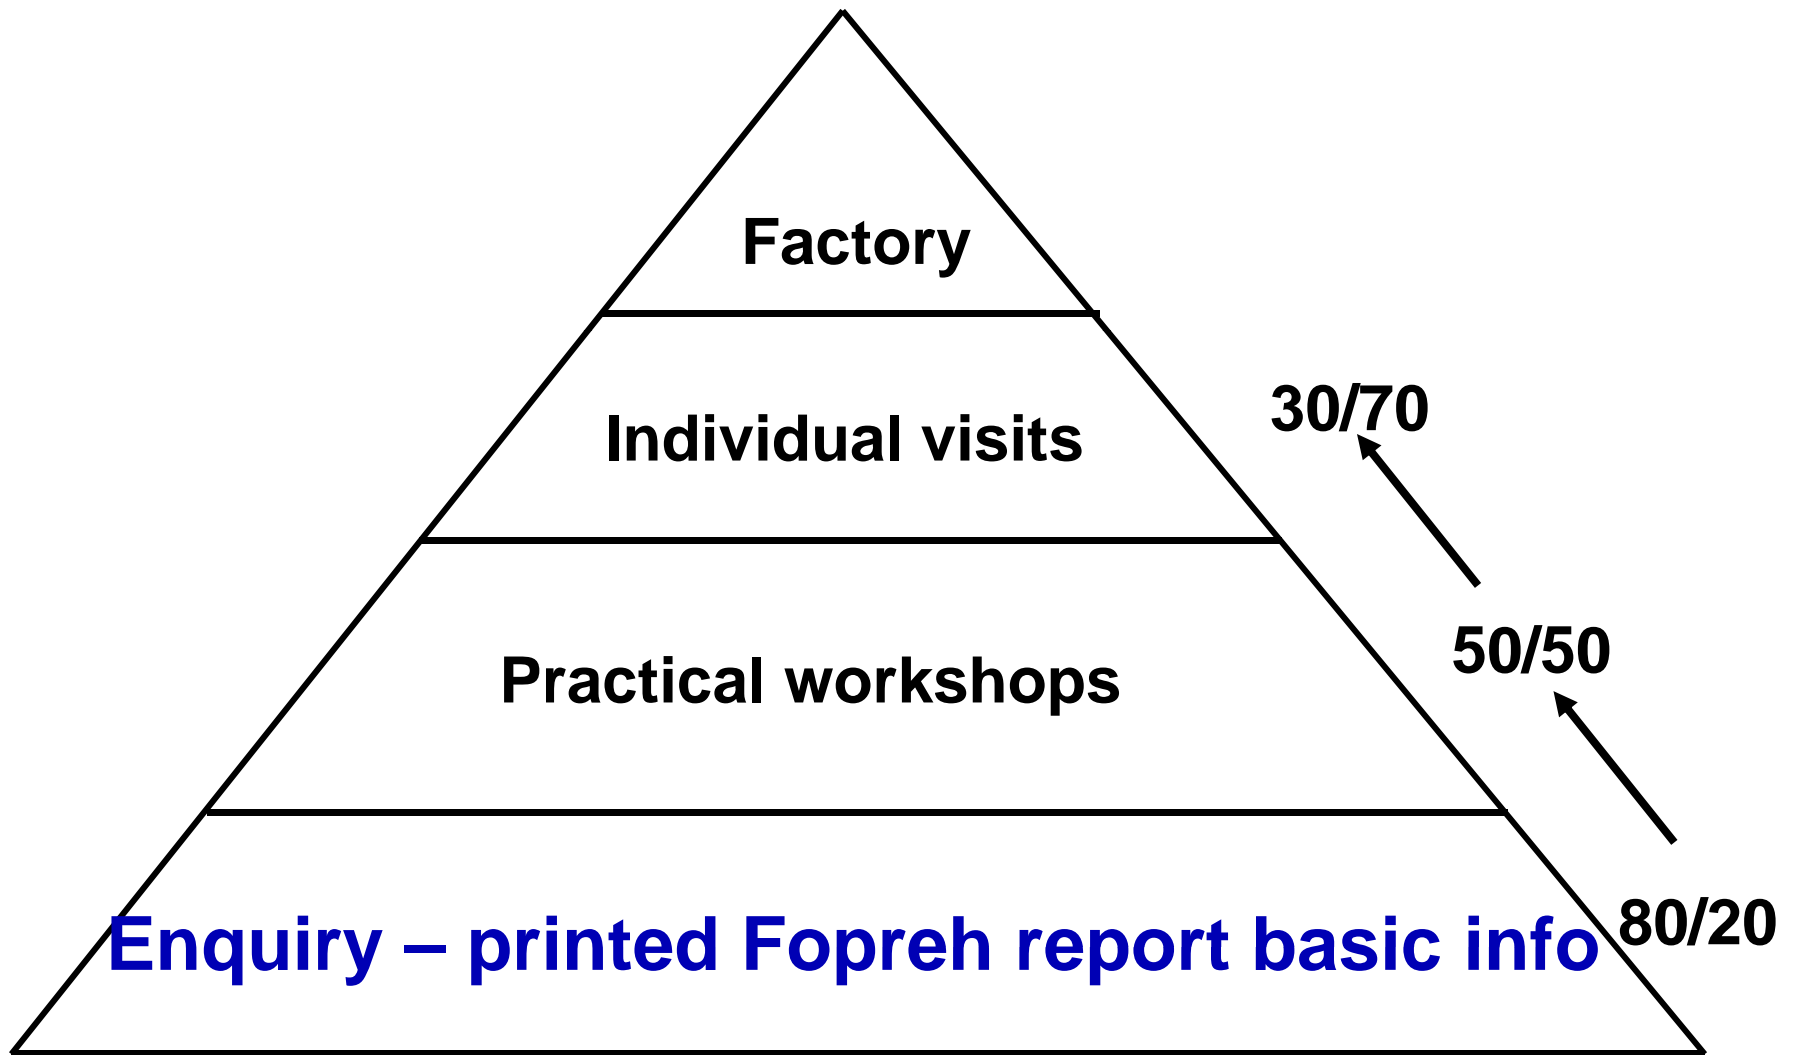 Factory
Individual visits
30/70
Practical workshops
50/50
Enquiry – printed Fopreh report basic info
80/20